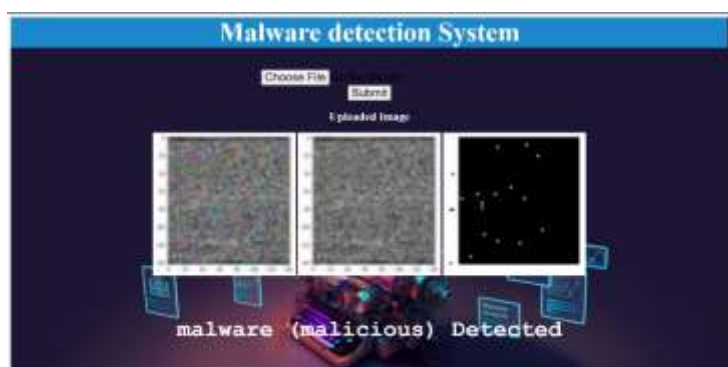 Malware detection System
Choose File
Submit
Uploaded Image
malware (malicious) Detected